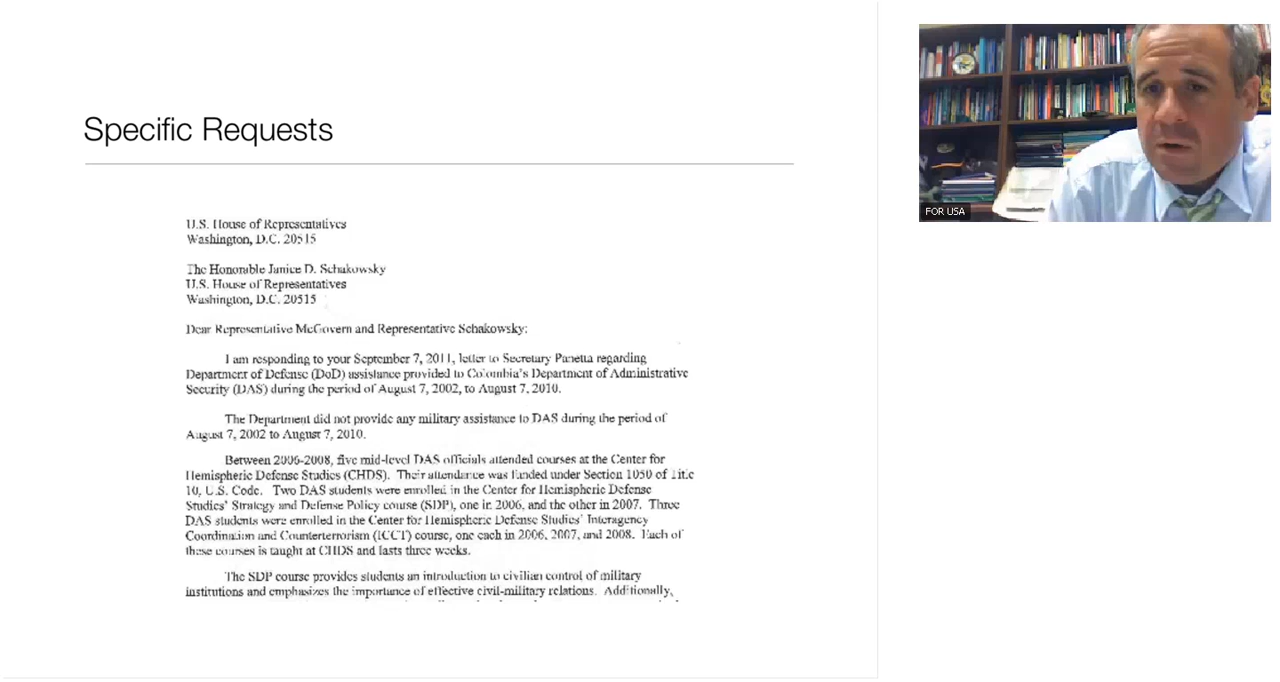 Specific Requests
U.S. House of Representatives
Washington, D.C. 20515
The Honorable Janice D. Schakowsky
U.S. House of Representatives
Washington, D.C. 20515
Dear Representative McGovern and Representative Schakowsky:
I am responding to your September 7, 2011, letter to Secretary Panetta regarding
Department of Defense (DoD) assistance provided to Colombia's Department of Administrative
Security (DAS) during the period of August 7, 2002, to August 7, 2010.
The Department did not provide any military assistance to DAS during the period of
August 7, 2002 to August 7, 2010.
Between 2006-2008, five mid-level DAS officials attended courses at the Center for
Hemispheric Defense Studies (CHDS). Their attendance was funded under Section 1050 of Title
10, U.S. Code. Two DAS students were enrolled in the Center for Hemispheric Defense
Studies' Strategy and Defense Policy course (SDP), one in 2006, and the other in 2007. Three
DAS students were enrolled in the Center for Hemispheric Defense Studies' Interagency
Coordination and Counterterrorism (ICCT) course, one each in 2006, 2007, and 2008. Each of
these courses is taught at CHDS and lasts three weeks.
The SDP course provides students an introduction to civilian control of military
institutions and emphasizes the importance of effective civil-military relations. Additionally,
FOR USA